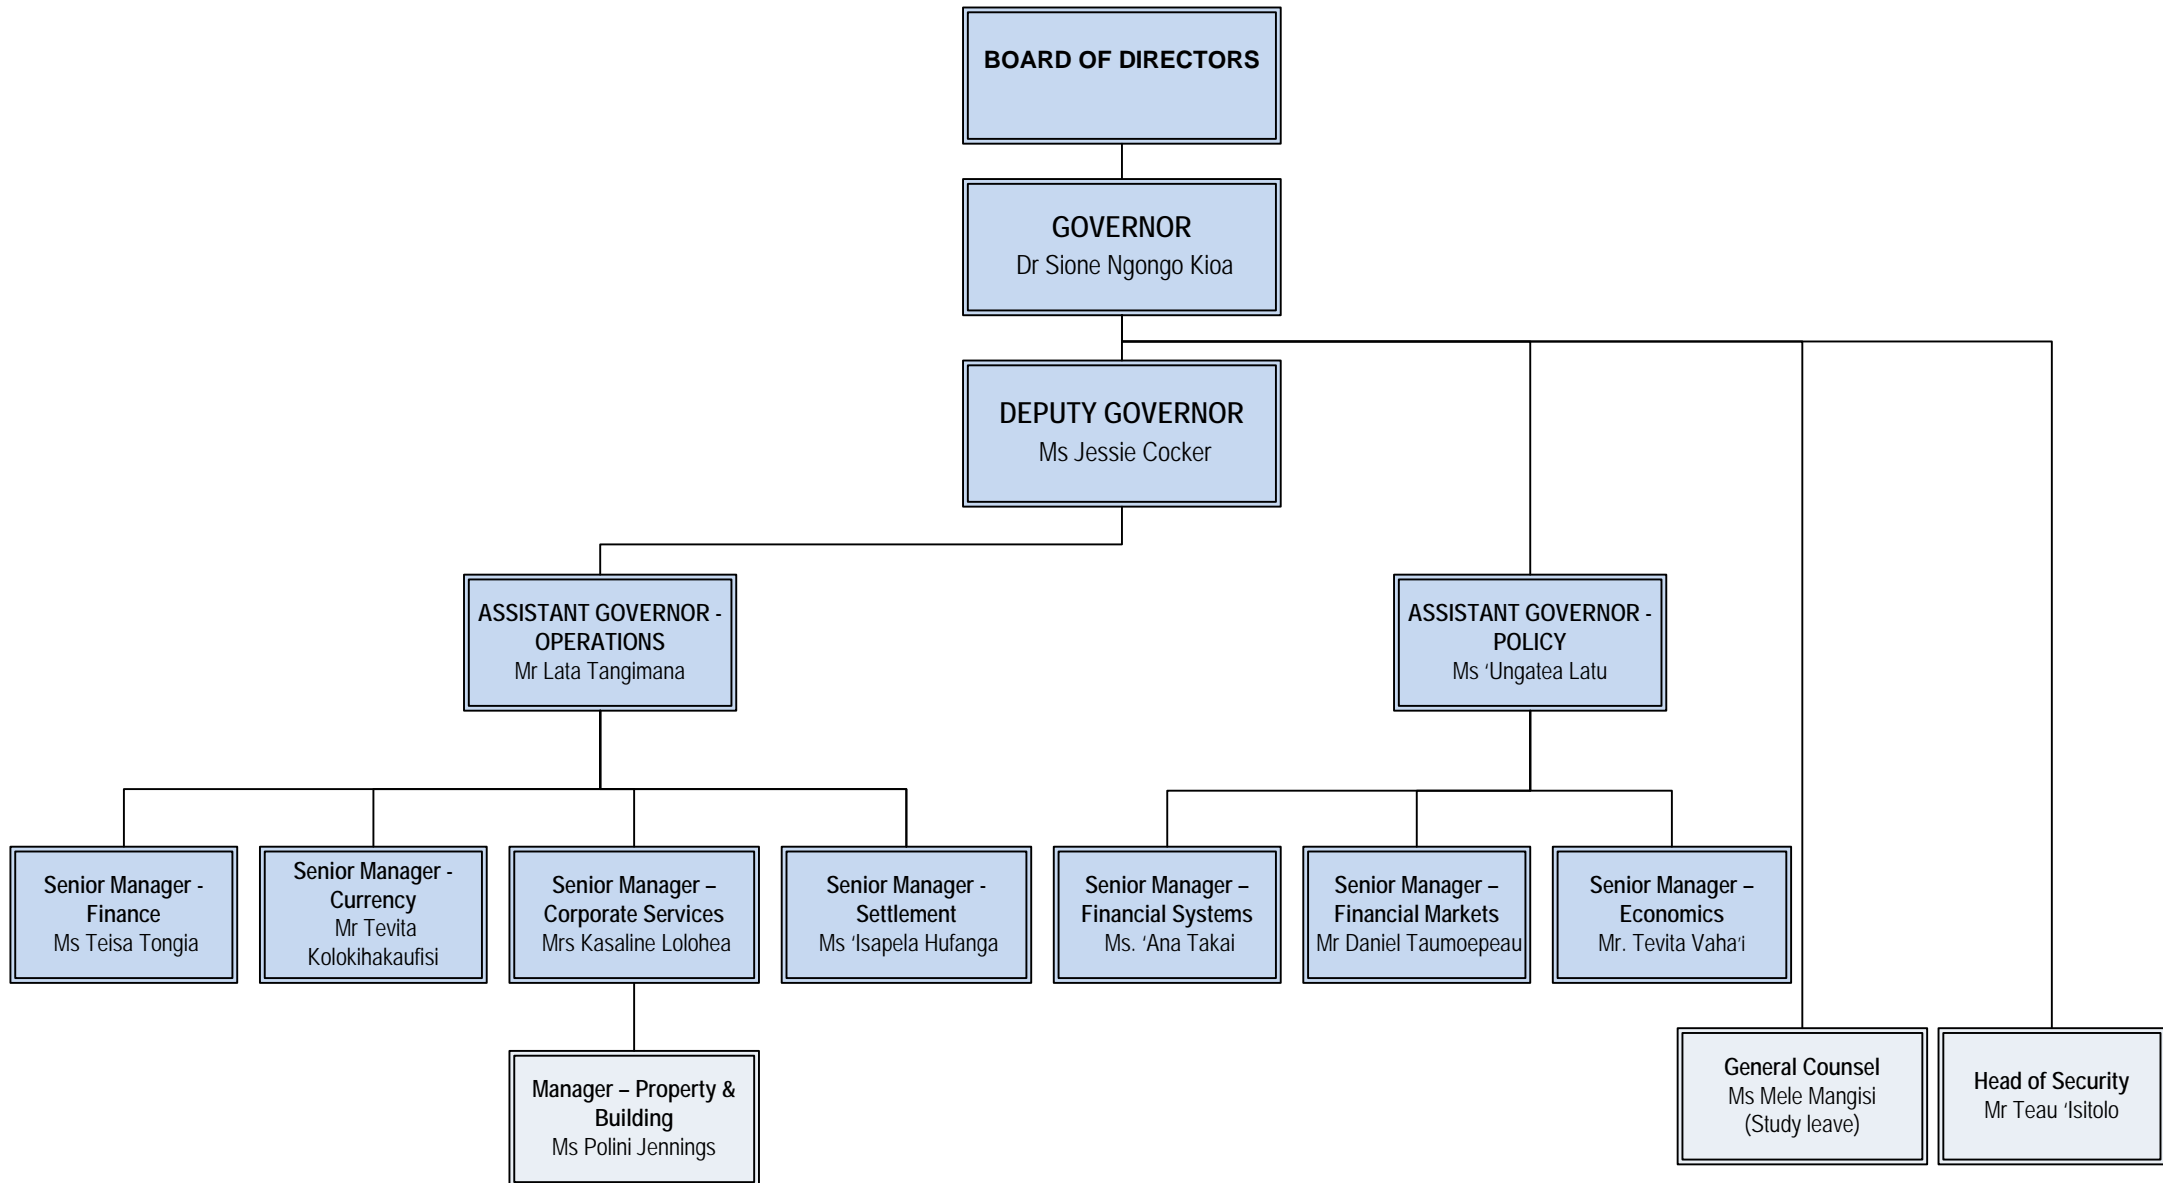 BOARD OF DIRECTORS
GOVERNOR
Dr Sione Ngongo Kioa
DEPUTY GOVERNOR
Ms Jessie Cocker
ASSISTANT GOVERNOR -
OPERATIONS
Mr Lata Tangimana
ASSISTANT GOVERNOR -
POLICY
Ms ‘Ungatea Latu
Senior Manager -
Finance
Ms Teisa Tongia
Senior Manager -
Currency
Mr Tevita
Kolokihakaufisi
Senior Manager –
Corporate Services
Mrs Kasaline Lolohea
Senior Manager -
Settlement
Ms ‘Isapela Hufanga
Senior Manager –
Financial Systems
Ms. ‘Ana Takai
Senior Manager –
Financial Markets
Mr Daniel Taumoepeau
Senior Manager –
Economics
Mr. Tevita Vaha’i
Manager – Property &
Building
Ms Polini Jennings
General Counsel
Ms Mele Mangisi
(Study leave)
Head of Security
Mr Teau ‘Isitolo